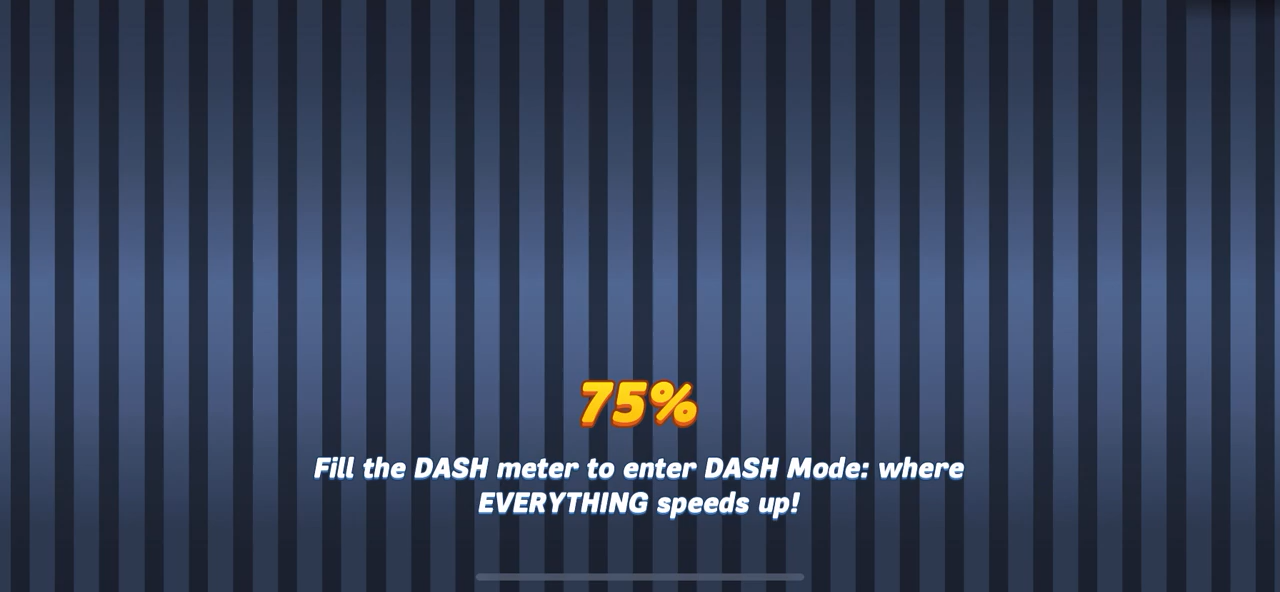 75%
Fill the DASH meter to enter DASH Mode: where
EVERYTHING speeds up!